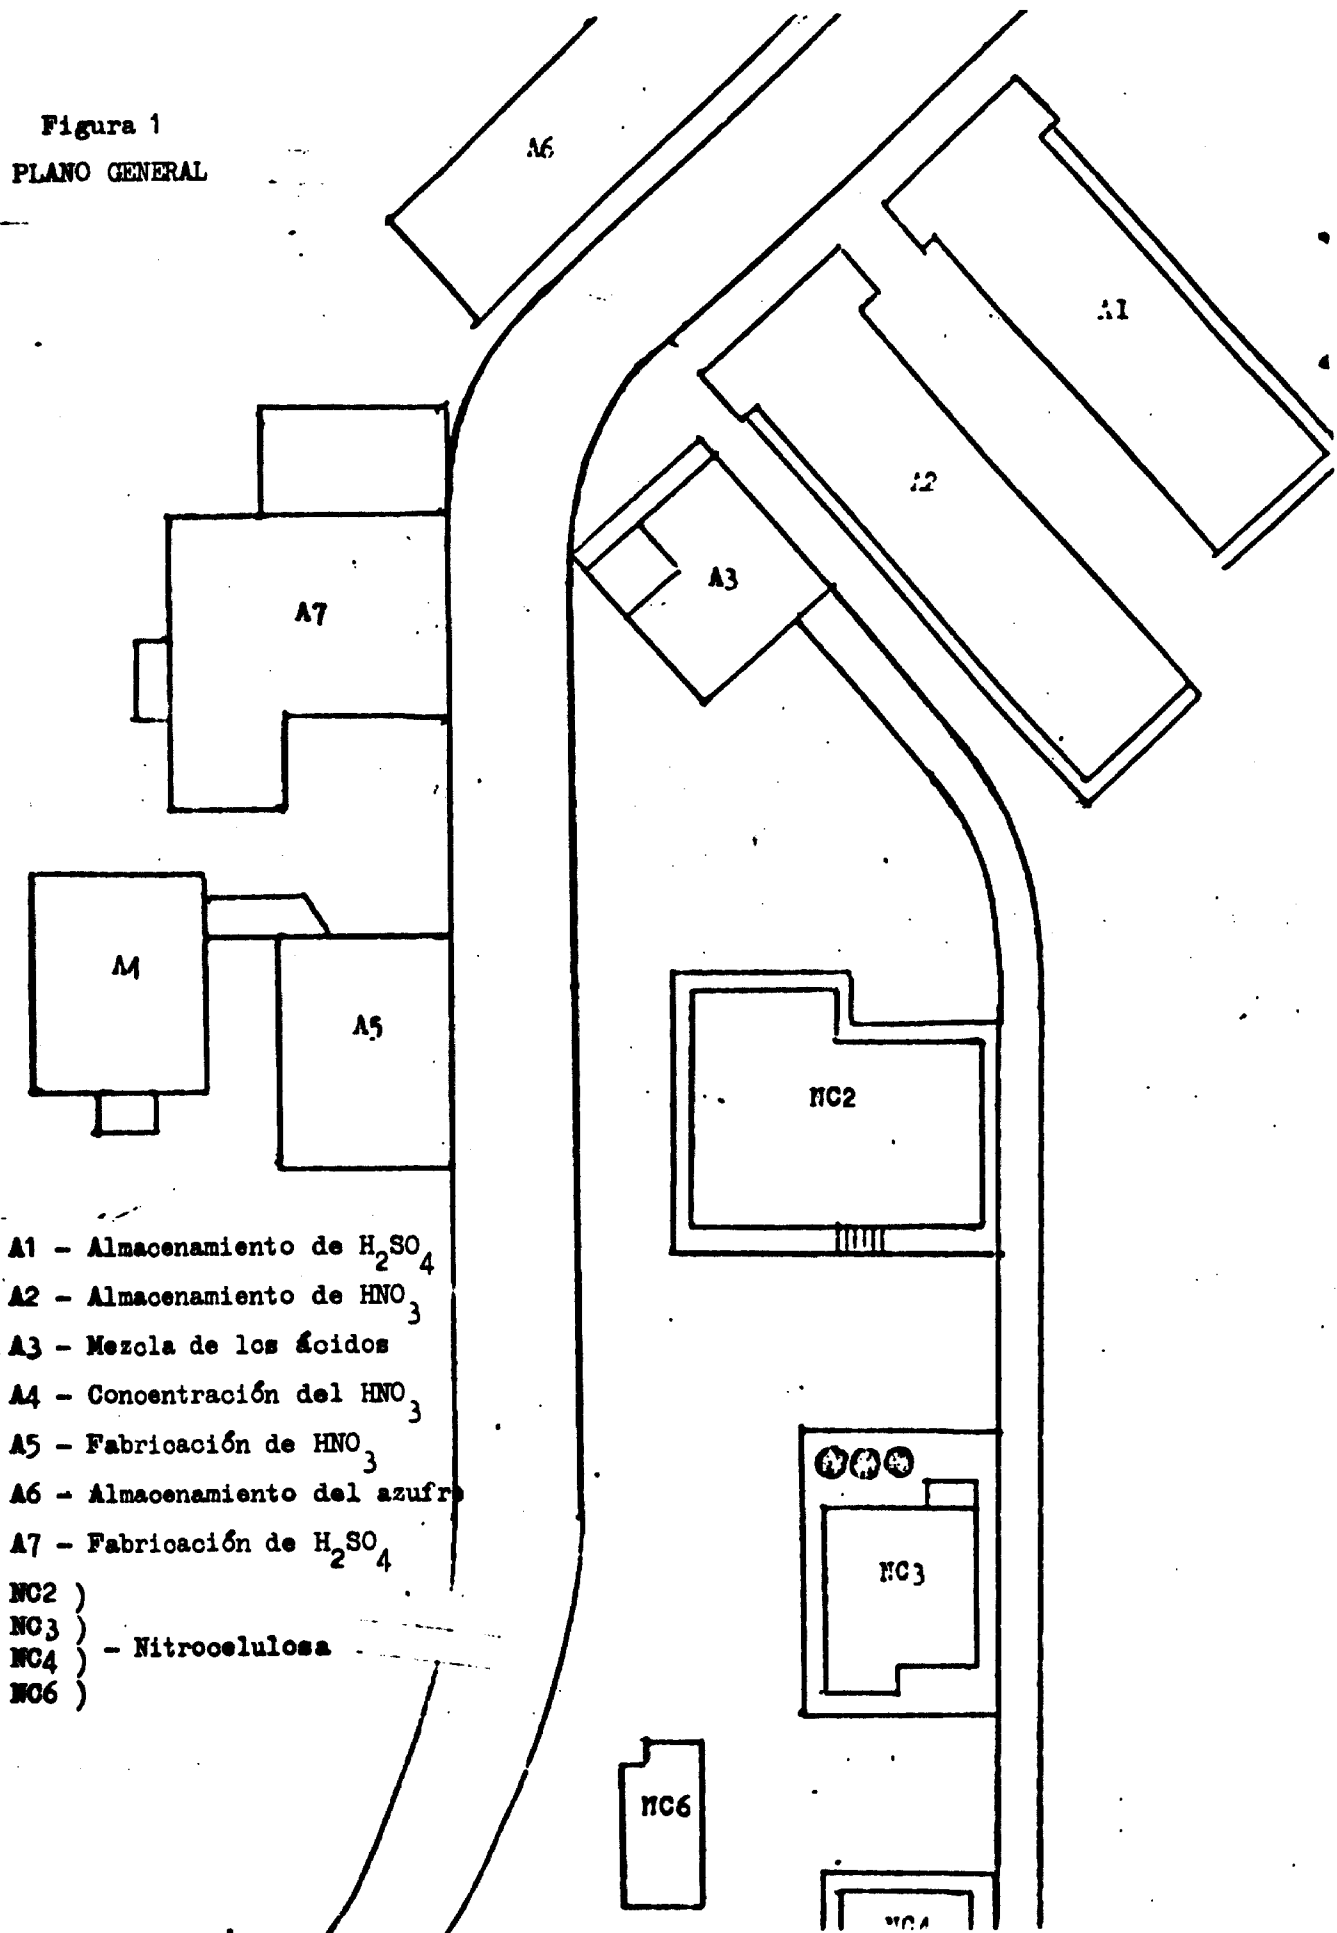 Figura 1
PLANO GENERAL
A6
A1
A2
A3
A7
A4
A5
NC2
A1 - Almacenamiento de H2SO4
A2 - Almacenamiento de HNO3
A3 - Mezcla de los ácidos
A4 - Concentración del HNO3
A5 - Fabricación de HNO3
A6 - Almacenamiento del azufre
A7 - Fabricación de H2SO4
NC2 )
NC3 )
NC4 ) - Nitrocelulosa
NC6 )
NC3
NC6
NC4